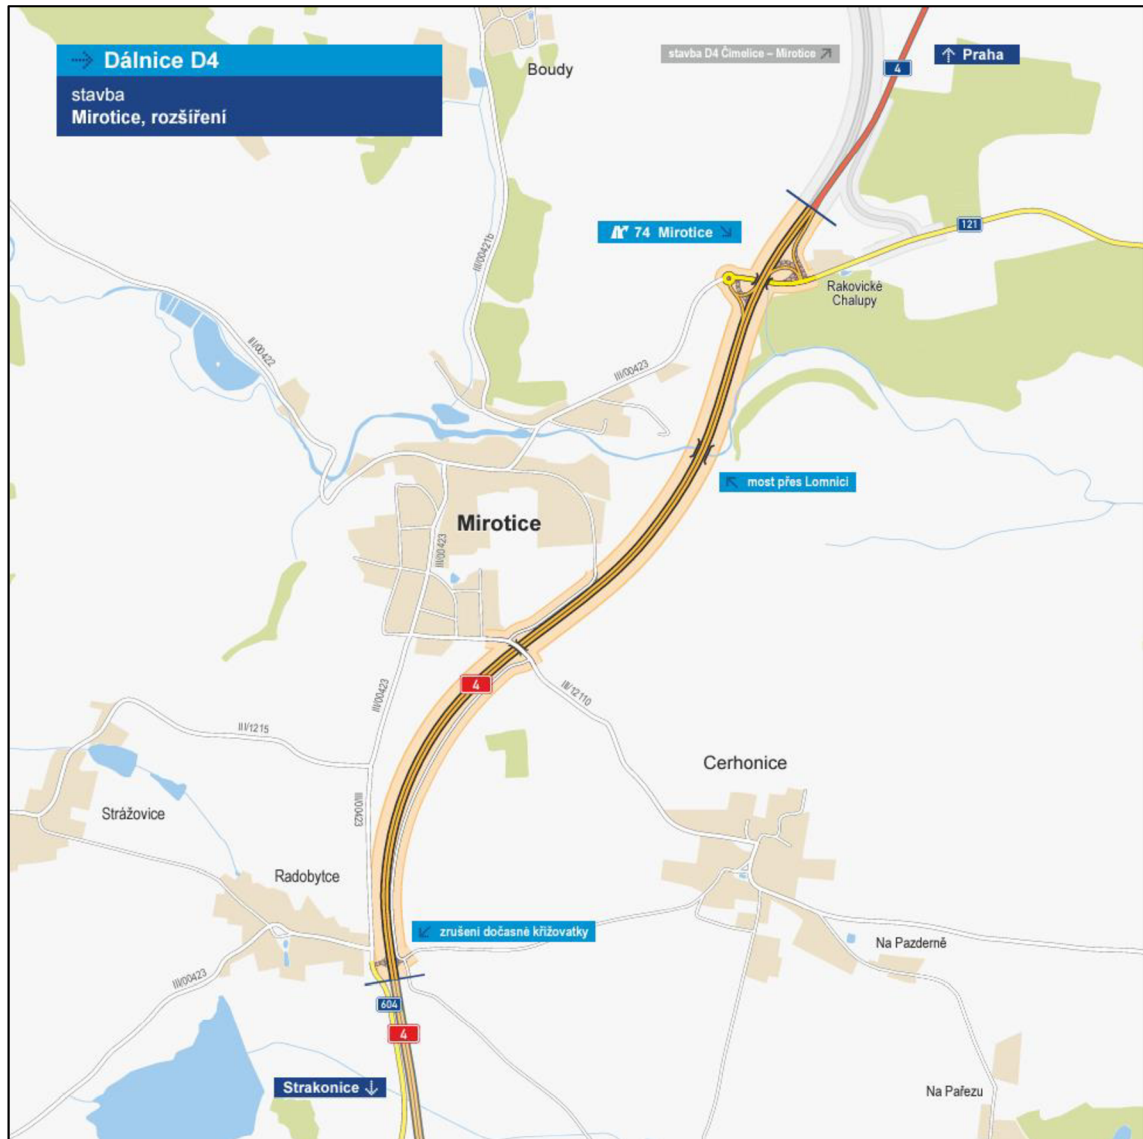 Dálnice D4
stavba
Mirotice, rozšíření
stavba D4 Čimelice – Mirotice
Praha
4
Boudy
121
74 Mirotice
III/00421b
Rakovické
Chalupy
III/00422
III/00423
most přes Lomnici
Mirotice
III/00423
4
III/12110
III/00423
III/1215
Cerhonice
III/00423
Strážovice
Radobytce
zrušení dočasné křižovatky
Na Pazderně
III/00423
604
4
Strakonice
Na Pařezu